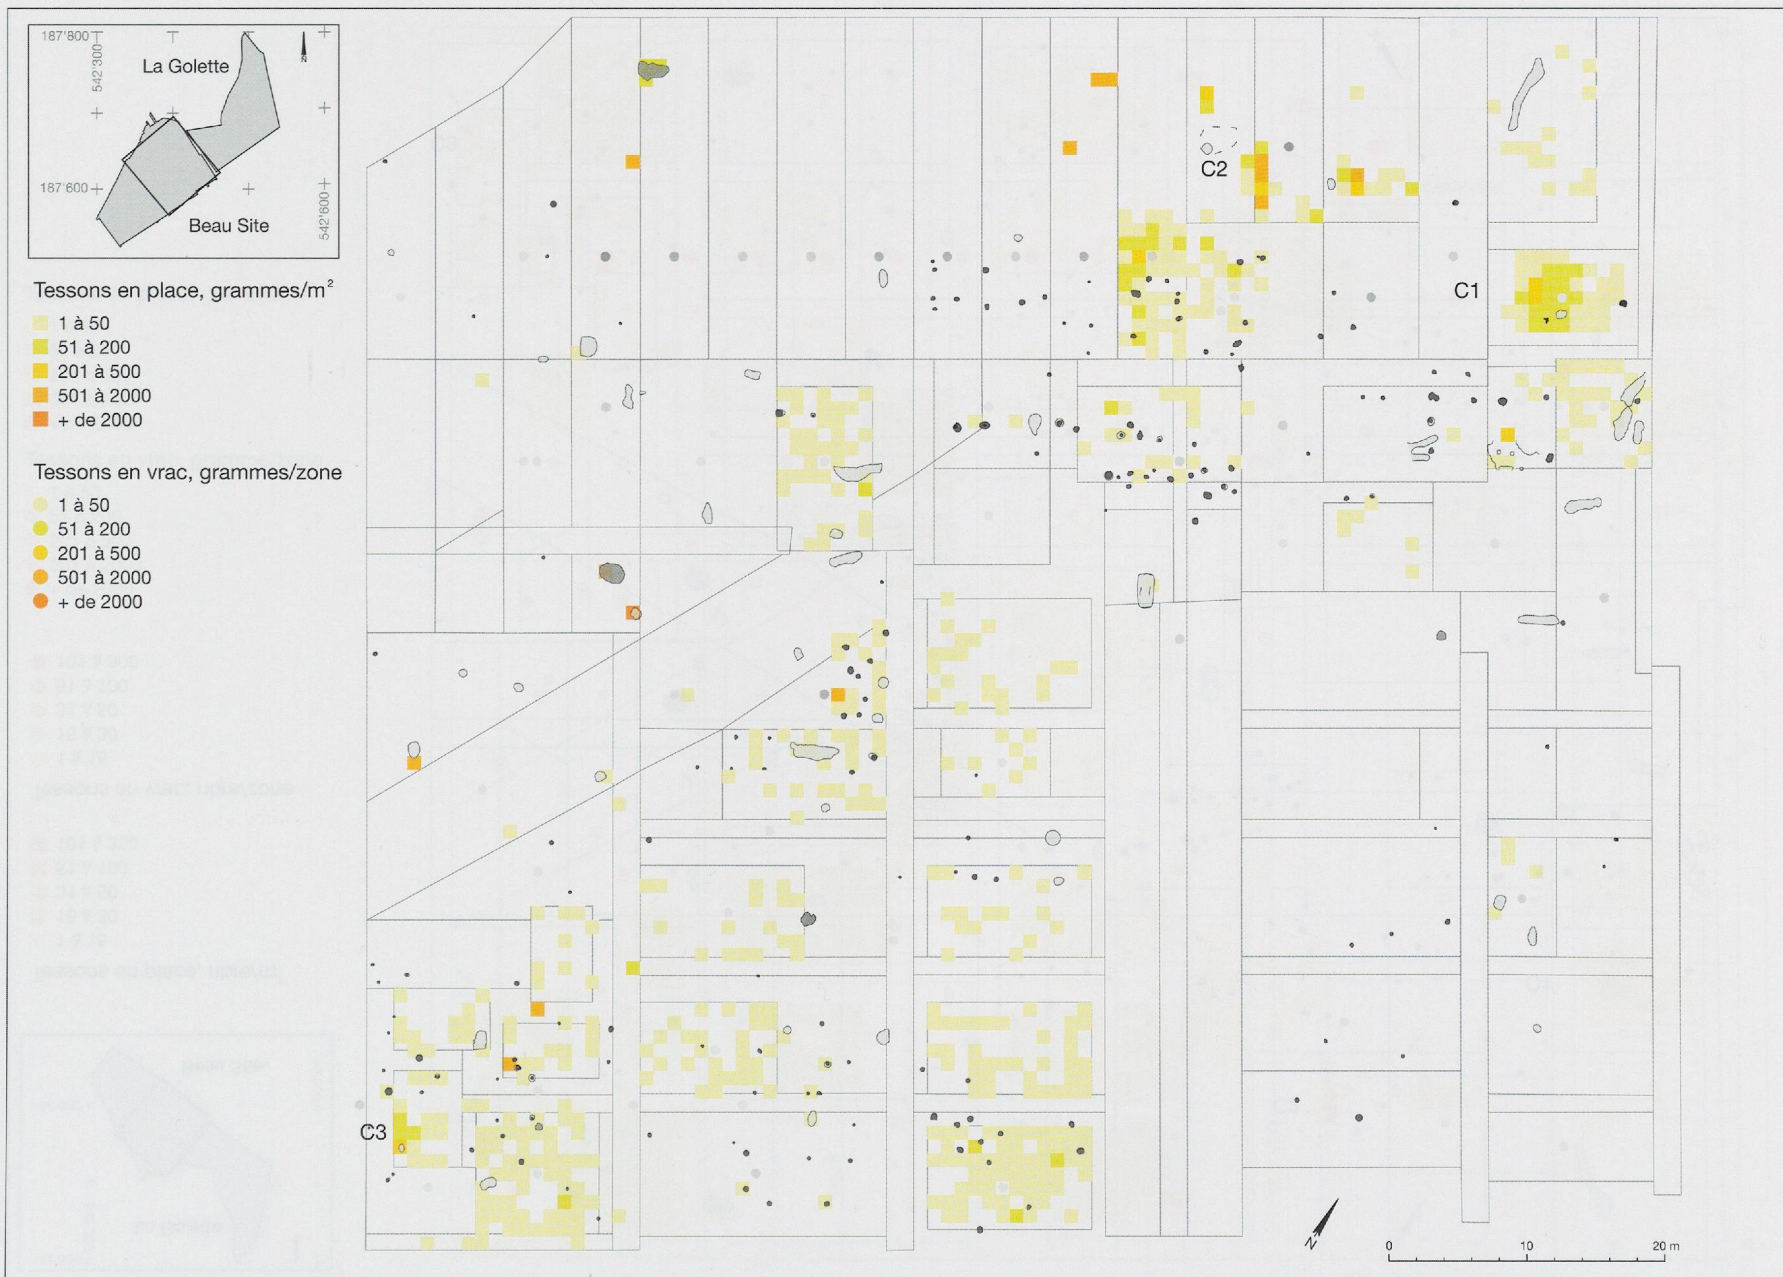 187'800
542'300
La Golette
N
187'600
542'600
Beau Site
Tessons en place, grammes/m²
1 à 50
51 à 200
201 à 500
501 à 2000
+ de 2000
Tessons en vrac, grammes/zone
1 à 50
51 à 200
201 à 500
501 à 2000
+ de 2000
C2
C1
C3
N
0 10 20 m